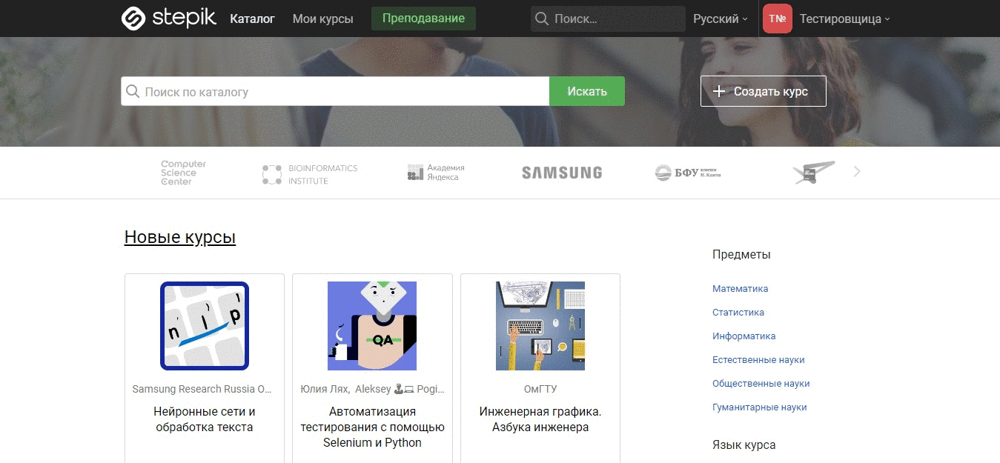 stepik Каталог Мои курсы Преподавание Поиск... Русский T№ Тестировщица
Поиск по каталогу Искать Создать курс
Computer
Science
Center
BIOINFORMATICS
INSTITUTE
Академия
Яндекса
SAMSUNG
БФУ имени
И. Канта
Новые курсы
n l p
Samsung Research Russia O...
Нейронные сети и
обработка текста
QA
Юлия Лях, Aleksey Pogi...
Автоматизация
тестирования с помощью
Selenium и Python
ОмГТУ
Инженерная графика.
Азбука инженера
Предметы
Математика
Статистика
Информатика
Естественные науки
Общественные науки
Гуманитарные науки
Язык курса